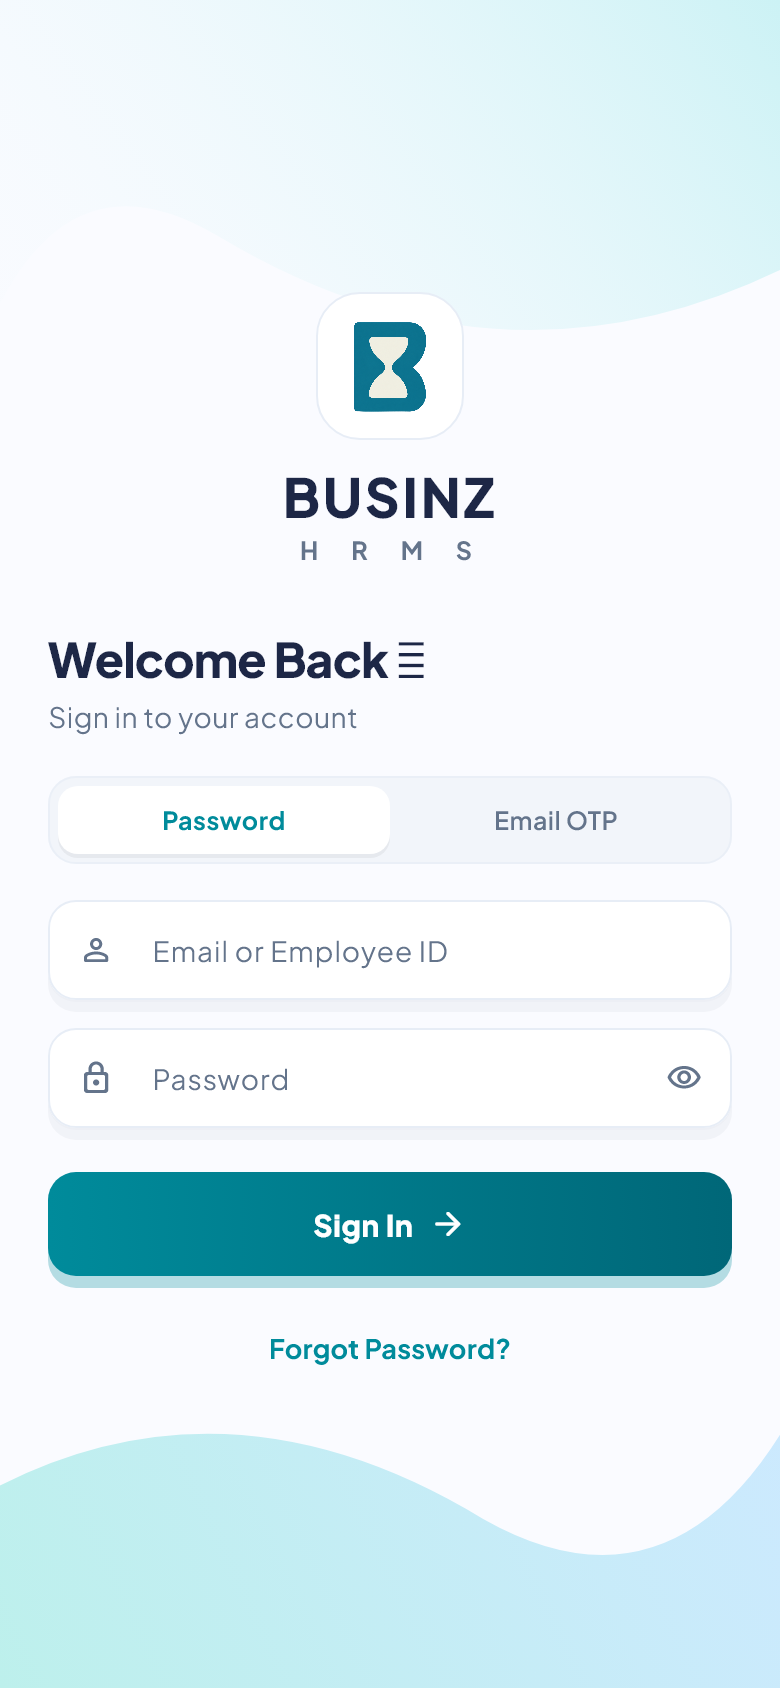 BUSINZ
H R M S
Welcome Back
Sign in to your account
Password
Email OTP
Email or Employee ID
Password
Sign In →
Forgot Password?